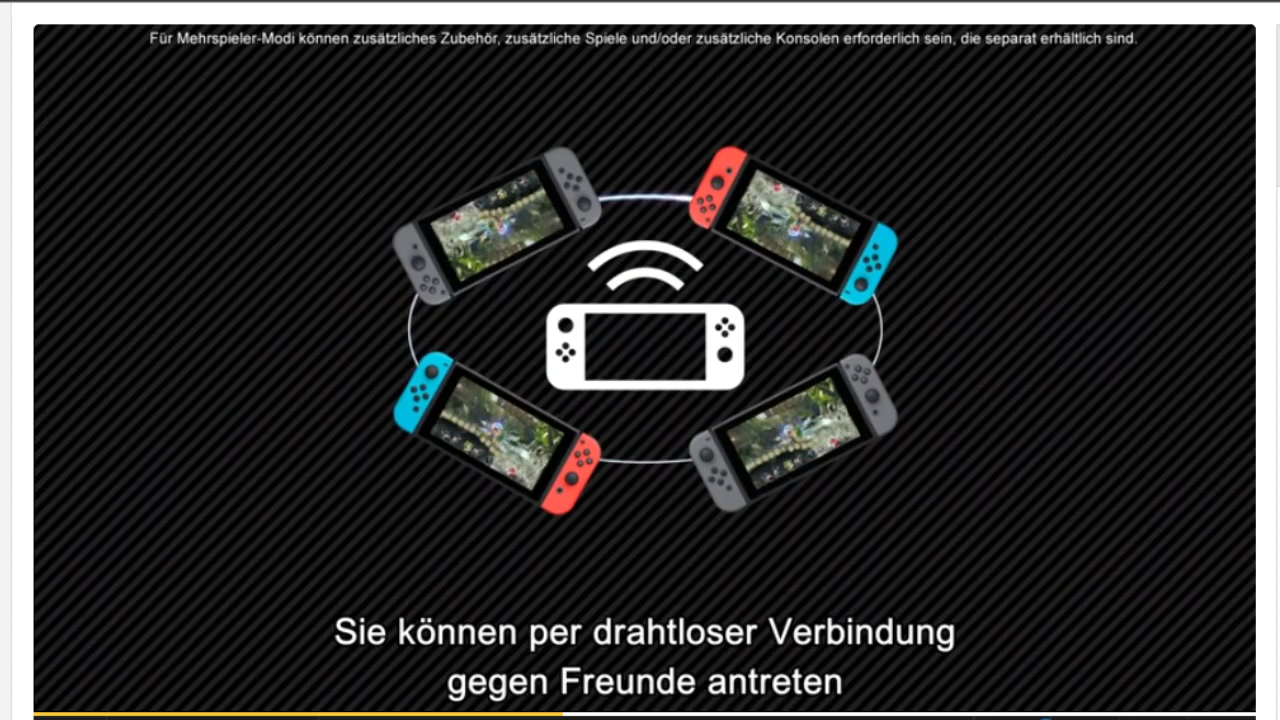 Für Mehrspieler-Modi können zusätzliches Zubehör, zusätzliche Spiele und/oder zusätzliche Konsolen erforderlich sein, die separat erhältlich sind.
Sie können per drahtloser Verbindung
gegen Freunde antreten